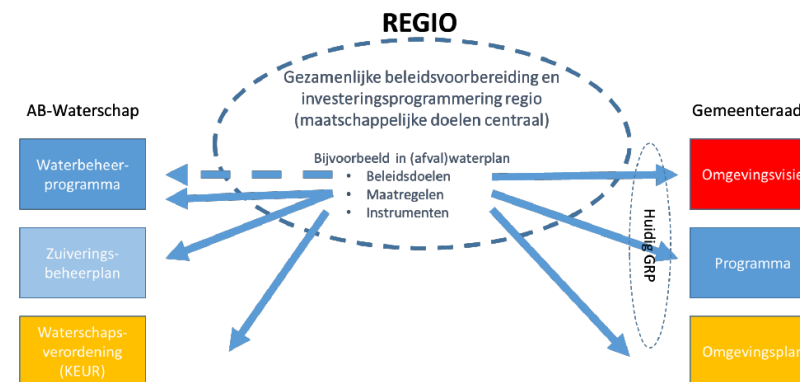 REGIO
Gezamenlijke beleidsvoorbereiding en
investeringsprogrammering regio
(maatschappelijke doelen centraal)
AB-Waterschap
Gemeenteraad
Bijvoorbeeld in (afval)waterplan
• Beleidsdoelen
• Maatregelen
• Instrumenten
Waterbeheer-
programma
Zuiverings-
beheerplan
Waterschaps-
verordening
(KEUR)
Huidig GRP
Omgevingsvisie
Programma
Omgevingsplan